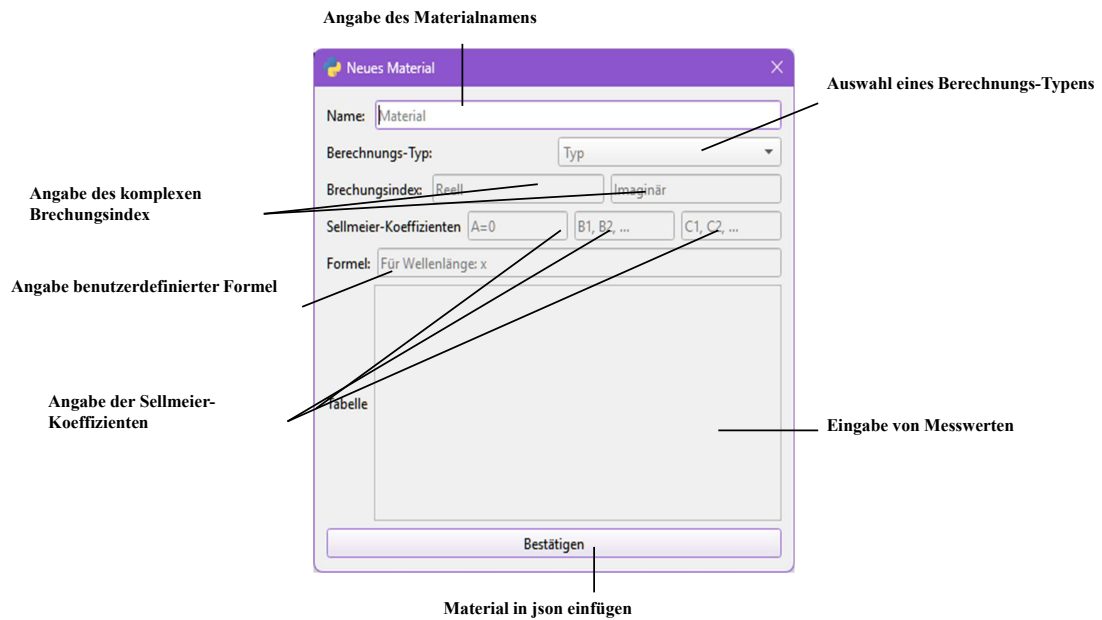 Angabe des Materialnamens
Neues Material
Auswahl eines Berechnungs-Typens
Name: Material
Berechnungs-Typ: Typ
Angabe des komplexen
Brechungsindex
Brechungsindex: Reell Imaginär
Sellmeier-Koeffizienten A=0 B1, B2, ... C1, C2, ...
Formel: Für Wellenlänge: x
Angabe benutzerdefinierter Formel
Angabe der Sellmeier-
Koeffizienten
Tabelle
Eingabe von Messwerten
Bestätigen
Material in json einfügen